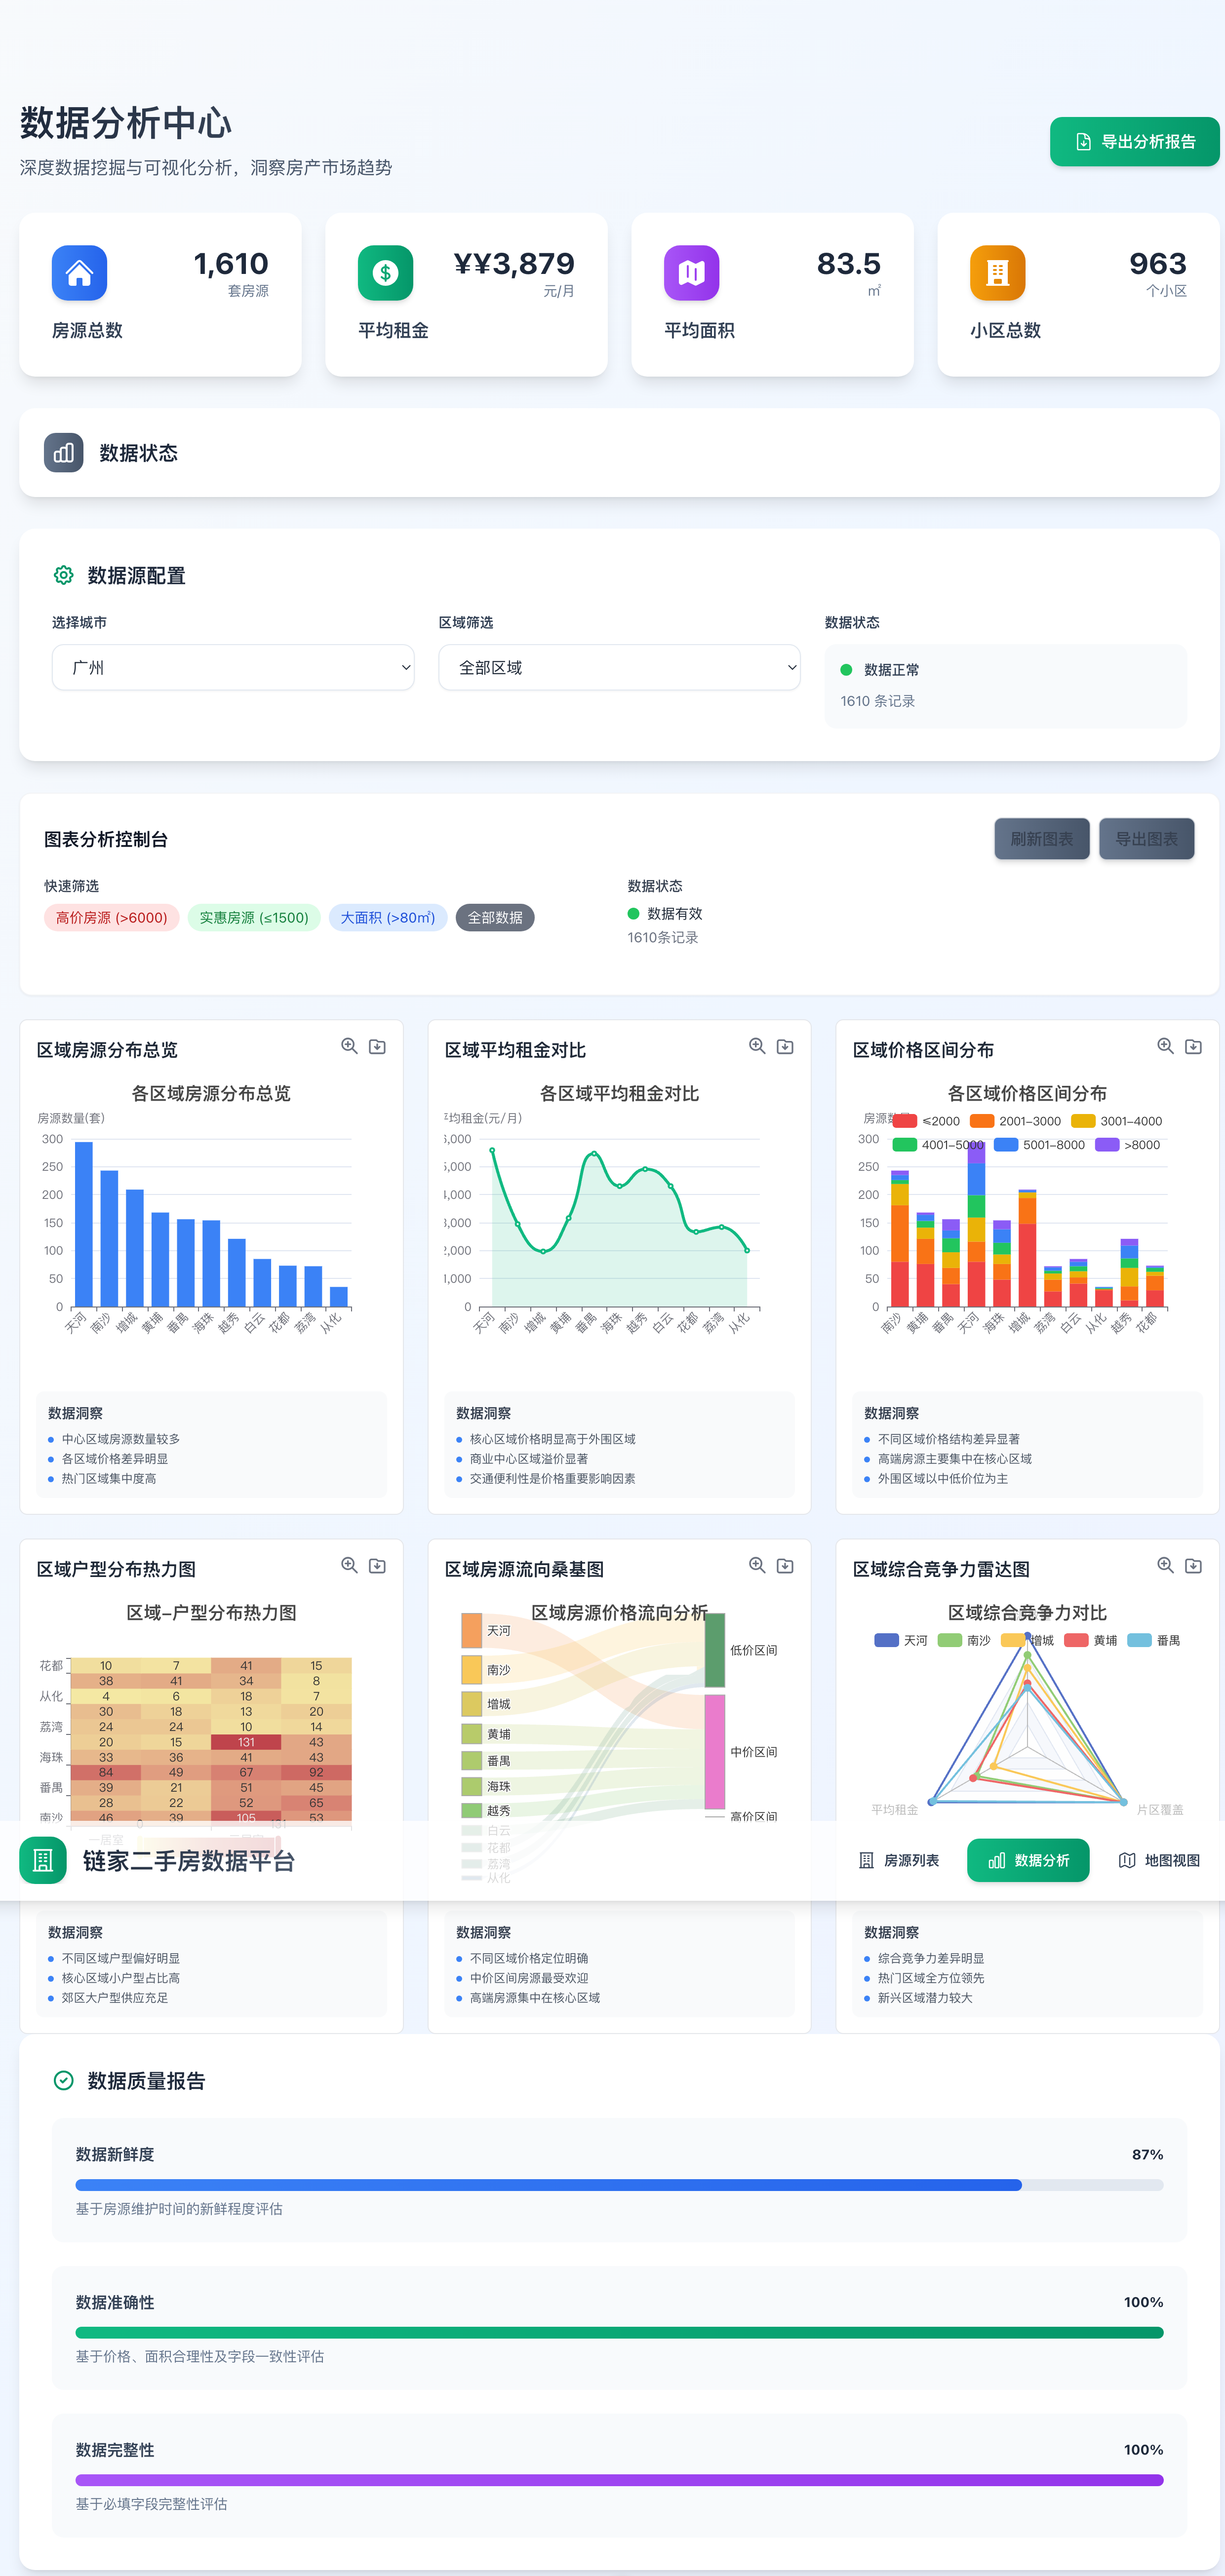 数据分析中心
深度数据挖掘与可视化分析，洞察房产市场趋势
导出分析报告
1,610
套房源
房源总数
¥¥3,879
元/月
平均租金
83.5
㎡
平均面积
963
个小区
小区总数
数据状态
数据源配置
选择城市
广州
区域筛选
全部区域
数据状态
数据正常
1610 条记录
图表分析控制台
刷新图表
导出图表
快速筛选
高价房源 (>6000)
实惠房源 (≤1500)
大面积 (>80㎡)
全部数据
数据状态
数据有效
1610条记录
区域房源分布总览
各区域房源分布总览
房源数量(套)
300
250
200
150
100
50
0
天河 南沙 增城 黄埔 番禺 海珠 越秀 白云 花都 荔湾 从化
数据洞察
中心区域房源数量较多
各区域价格差异明显
热门区域集中度高
区域平均租金对比
各区域平均租金对比
均租金(元/月)
,000
,000
,000
,000
,000
,000
0
天河 南沙 增城 黄埔 番禺 海珠 越秀 白云 花都 荔湾 从化
数据洞察
核心区域价格明显高于外围区域
商业中心区域溢价显著
交通便利性是价格重要影响因素
区域价格区间分布
各区域价格区间分布
房源数
≤2000 2001-3000 3001-4000
4001-5000 5001-8000 >8000
300
250
200
150
100
50
0
南沙 黄埔 番禺 天河 海珠 增城 荔湾 白云 从化 越秀 花都
数据洞察
不同区域价格结构差异显著
高端房源主要集中在核心区域
外围区域以中低价位为主
区域户型分布热力图
区域-户型分布热力图
花都 10 7 41 15
38 41 34 8
从化 4 6 18 7
30 18 13 20
荔湾 24 24 10 14
20 15 131 43
海珠 33 36 41 43
84 49 67 92
番禺 39 21 51 45
28 22 52 65
南沙 46 39 105 53
一居室
数据洞察
不同区域户型偏好明显
核心区域小户型占比高
郊区大户型供应充足
区域房源流向桑基图
区域房源价格流向分析
天河
南沙
增城
黄埔
番禺
海珠
越秀
白云
花都
荔湾
从化
低价区间
中价区间
高价区间
数据洞察
不同区域价格定位明确
中价区间房源最受欢迎
高端房源集中在核心区域
区域综合竞争力雷达图
区域综合竞争力对比
天河 南沙 增城 黄埔 番禺
平均租金
片区覆盖
数据洞察
综合竞争力差异明显
热门区域全方位领先
新兴区域潜力较大
链家二手房数据平台
房源列表
数据分析
地图视图
数据质量报告
数据新鲜度
87%
基于房源维护时间的新鲜程度评估
数据准确性
100%
基于价格、面积合理性及字段一致性评估
数据完整性
100%
基于必填字段完整性评估